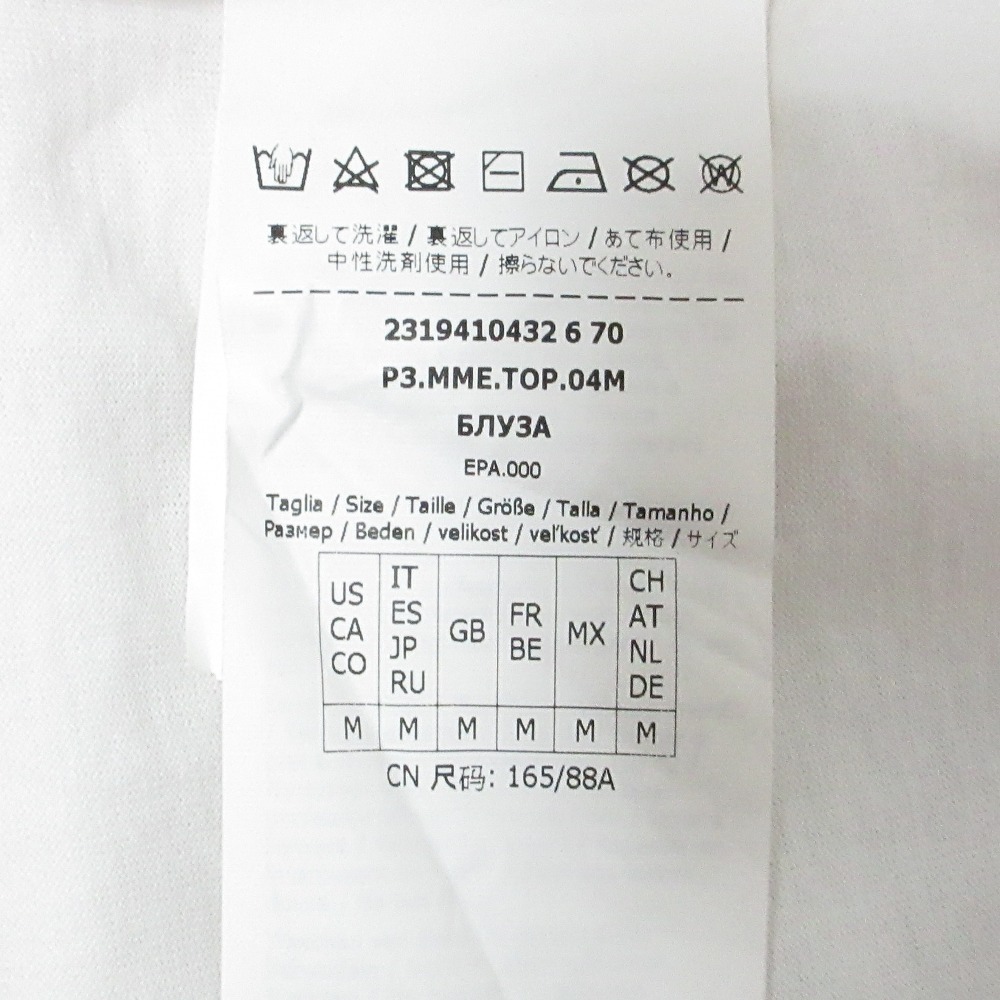 裏返して洗濯 / 裏返してアイロン / あて布使用 /
中性洗剤使用 / 擦らないでください。
2319410432 6 70
P3.MME.TOP.04M
БЛУЗА
EPA.000
Taglia / Size / Taille / Größe / Talla / Tamanho /
Размер / Beden / velikost / veľkosť / 规格 / サイズ
US CA CO
IT ES JP RU
GB
FR BE
MX
CH AT NL DE
M M M M M M
CN 尺码: 165/88A